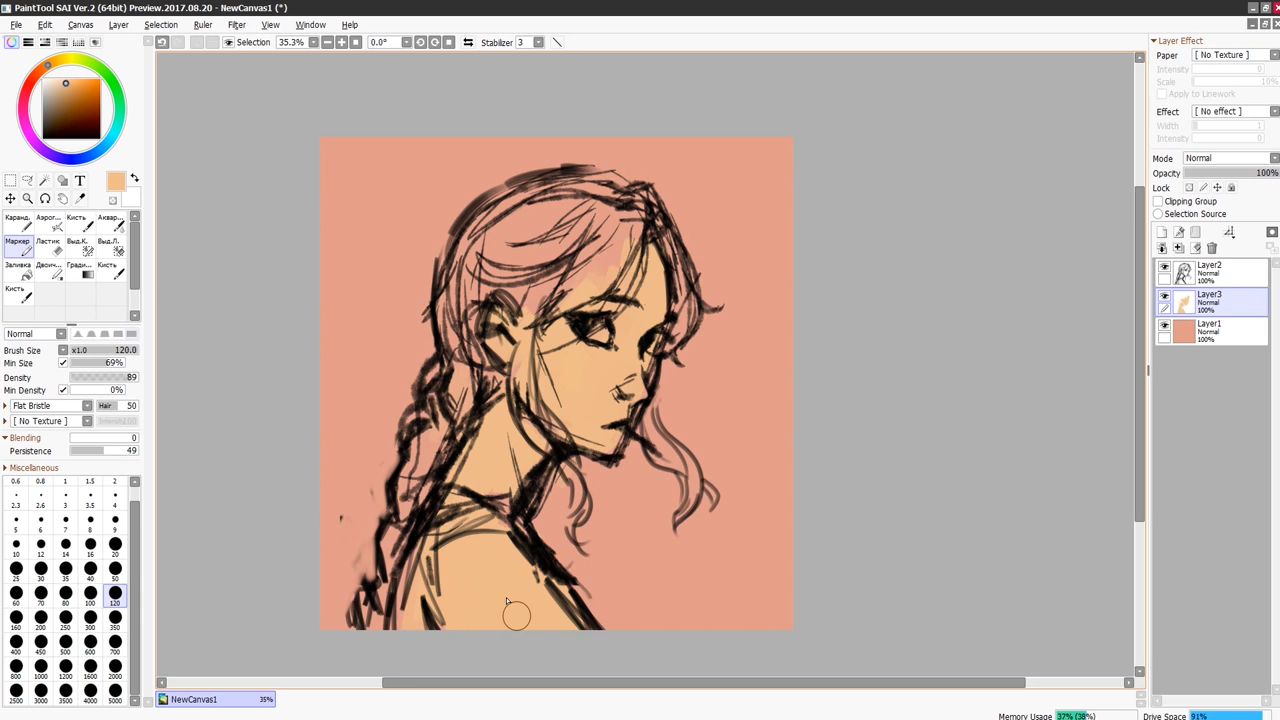 PaintTool SAI Ver.2 (64bit) Preview.2017.08.20 - NewCanvas1 (*)
File Edit Canvas Layer Selection Ruler Filter View Window Help
Selection 35.3% 0.0° Stabilizer 3
Layer Effect
Paper [ No Texture ]
Intensity 0
Scale 10%
Apply to Linework
Effect [ No effect ]
Width 1
Intensity 0
Mode Normal
Opacity 100%
Lock
Clipping Group
Selection Source
Layer2
Normal
100%
Layer3
Normal
100%
Layer1
Normal
100%
T
Каранд. Аэрог... Кисть Аквар...
Маркер Ластик Выд.К. Выд.Л.
Заливка Двоич... Гради... Кисть
Кисть
Normal
Brush Size x1.0 120.0
Min Size 69%
Density 89
Min Density 0%
Flat Bristle Hair 50
[ No Texture ]
Blending 0
Persistence 49
Miscellaneous
0.6 0.8 1 1.5 2
2.3 2.6 3 3.5 4
5 6 7 8 9
10 12 14 16 20
25 30 35 40 50
60 70 80 100 120
160 200 250 300 350
400 450 500 600 700
800 1000 1200 1600 2000
2500 3000 3500 4000 5000
NewCanvas1 35%
Memory Usage 37% (38%) Drive Space 91%